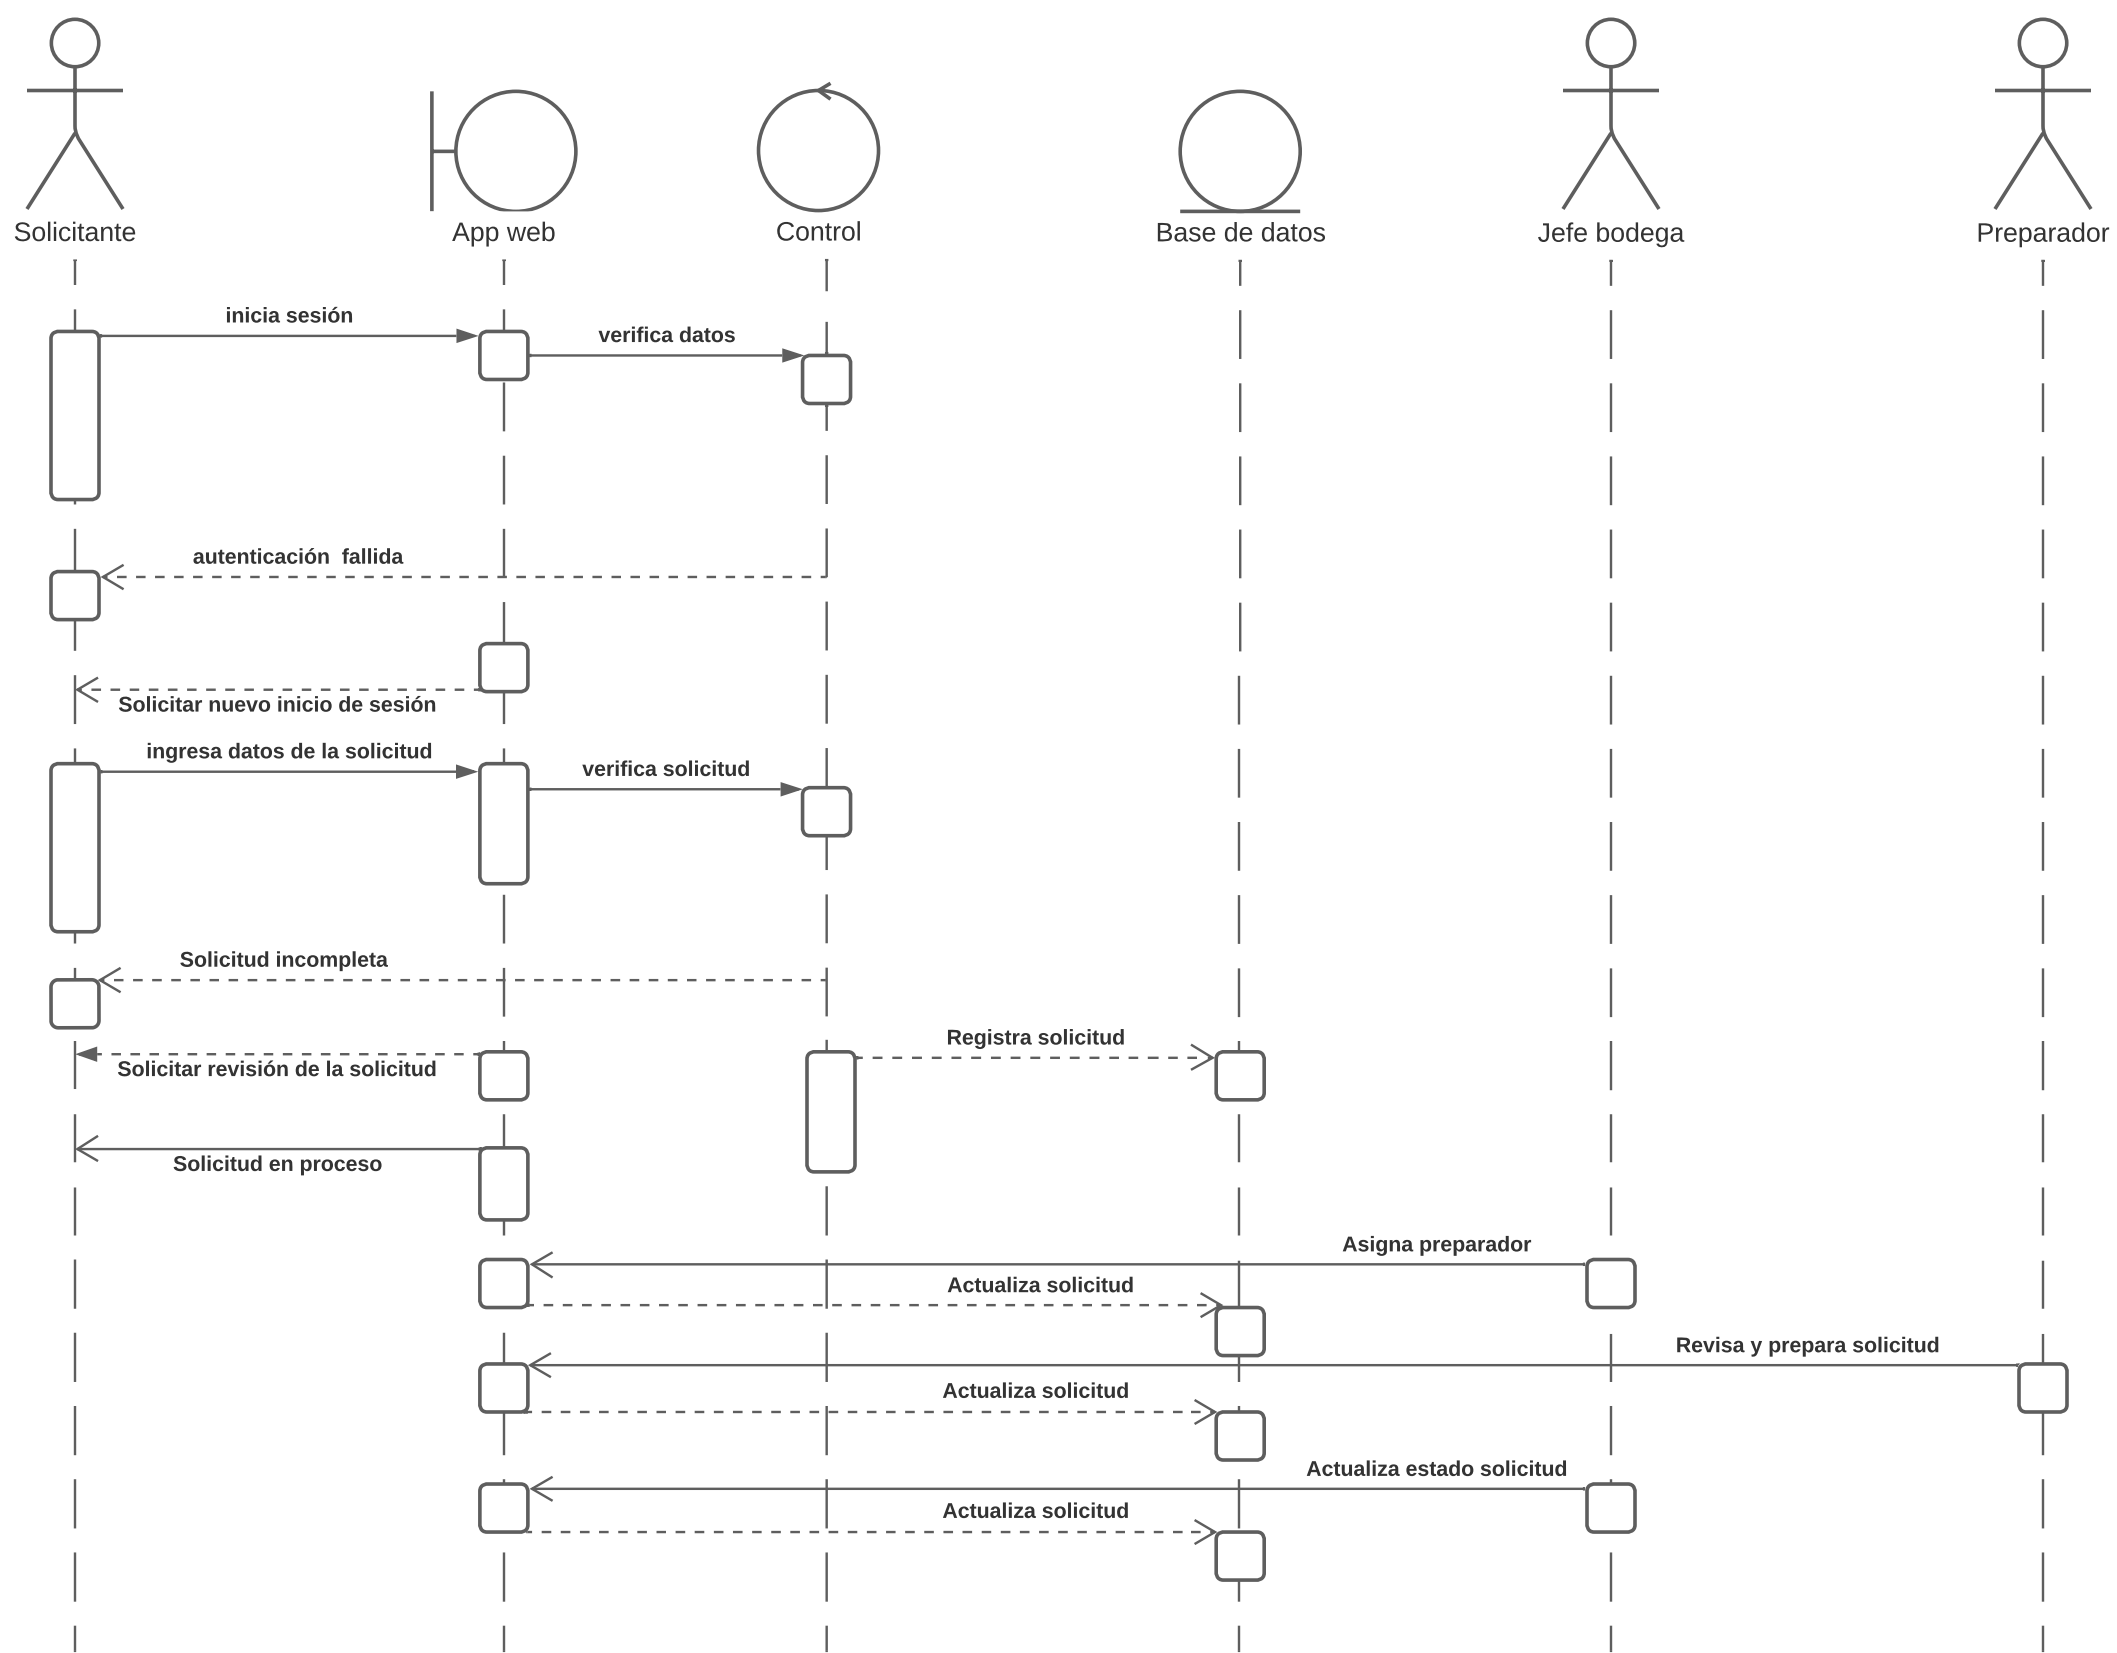 Solicitante
App web
Control
Base de datos
Jefe bodega
Preparador
inicia sesión
verifica datos
autenticación  fallida
Solicitar nuevo inicio de sesión
ingresa datos de la solicitud
verifica solicitud
Solicitud incompleta
Registra solicitud
Solicitar revisión de la solicitud
Solicitud en proceso
Asigna preparador
Actualiza solicitud
Revisa y prepara solicitud
Actualiza solicitud
Actualiza estado solicitud
Actualiza solicitud